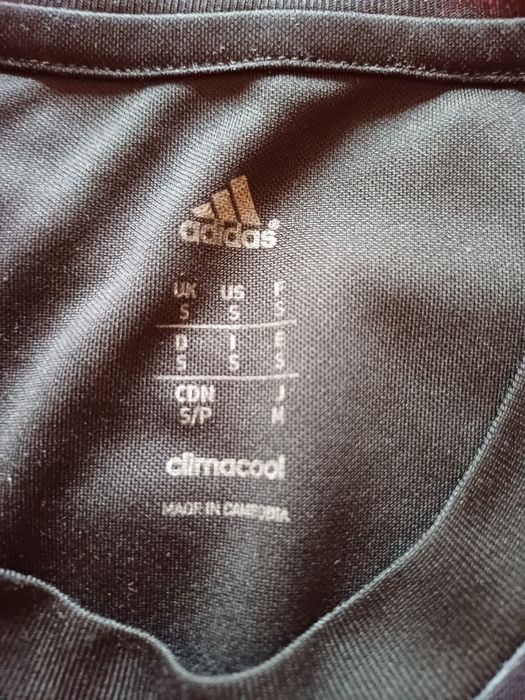 adidas
UK US F
S S S
D I E
S S S
CDN J
S/P M
climacool
MADE IN CAMBODIA